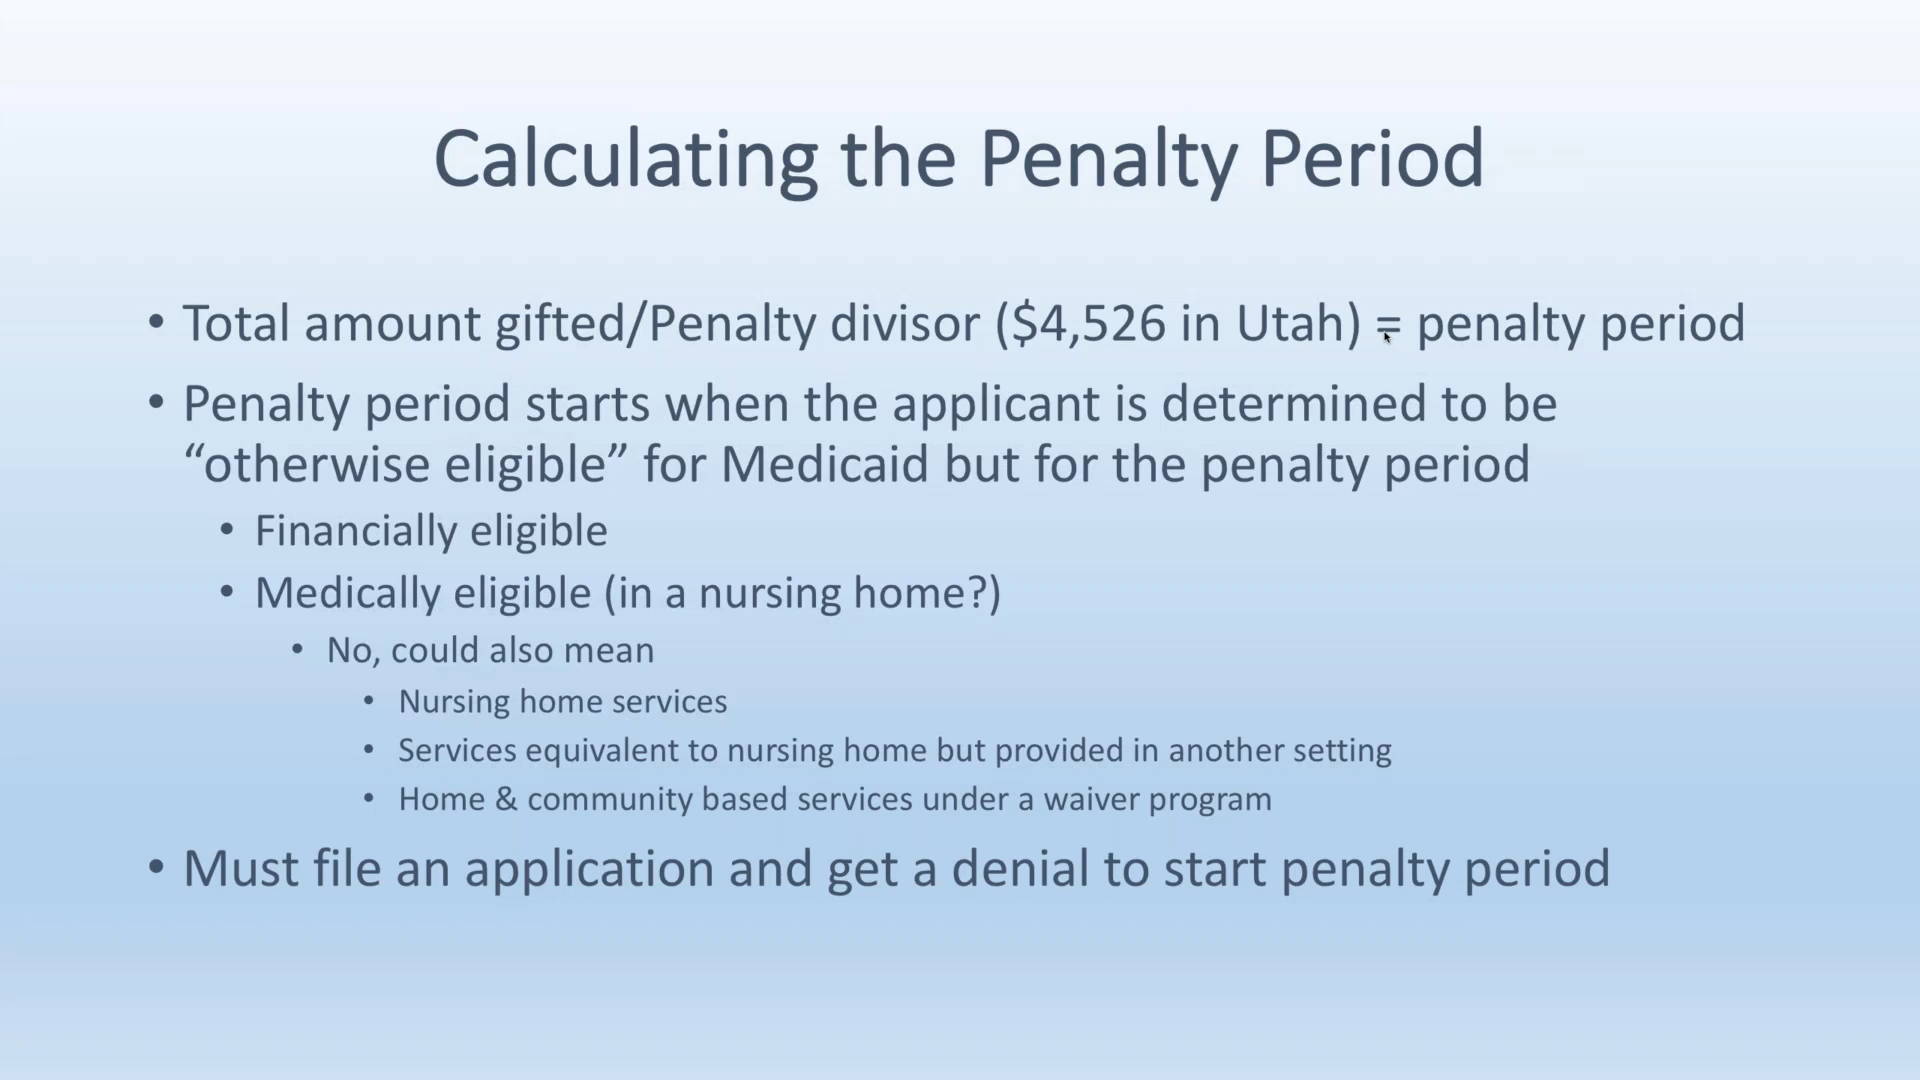 Calculating the Penalty Period
• Total amount gifted/Penalty divisor ($4,526 in Utah) = penalty period
• Penalty period starts when the applicant is determined to be
“otherwise eligible” for Medicaid but for the penalty period
• Financially eligible
• Medically eligible (in a nursing home?)
• No, could also mean
• Nursing home services
• Services equivalent to nursing home but provided in another setting
• Home & community based services under a waiver program
• Must file an application and get a denial to start penalty period